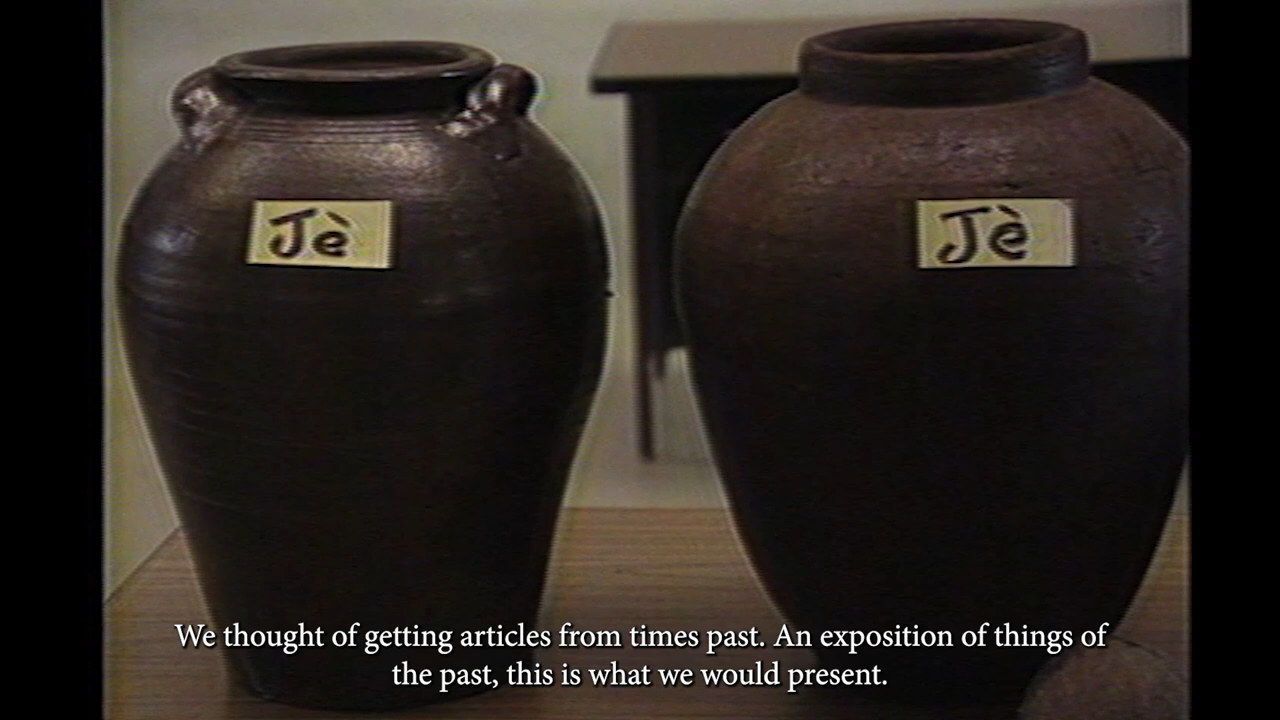 Jè
Jè
We thought of getting articles from times past. An exposition of things of
the past, this is what we would present.